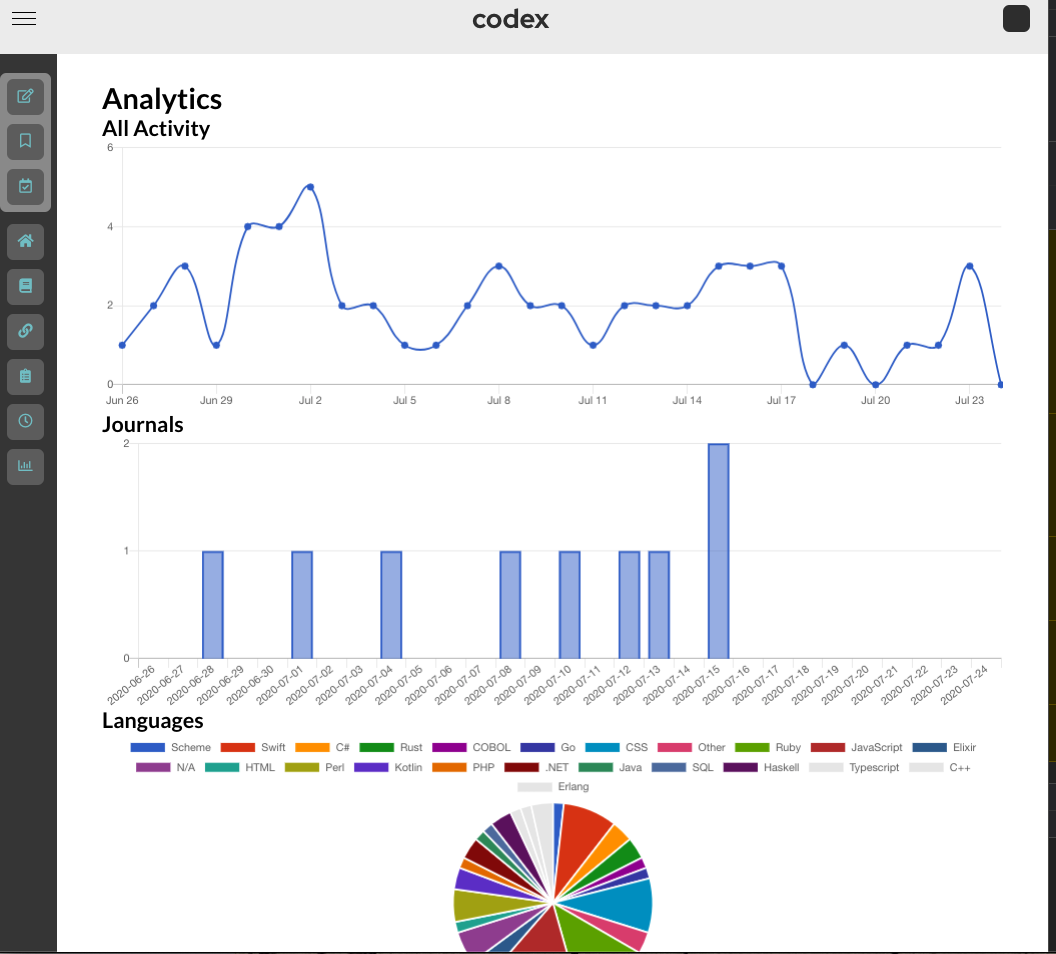 codex
Analytics
All Activity
6
4
2
0
Jun 26 Jun 29 Jul 2 Jul 5 Jul 8 Jul 11 Jul 14 Jul 17 Jul 20 Jul 23
Journals
2
1
0
2020-06-26 2020-06-27 2020-06-28 2020-06-29 2020-06-30 2020-07-01 2020-07-02 2020-07-03 2020-07-04 2020-07-05 2020-07-06 2020-07-07 2020-07-08 2020-07-09 2020-07-10 2020-07-11 2020-07-12 2020-07-13 2020-07-14 2020-07-15 2020-07-16 2020-07-17 2020-07-18 2020-07-19 2020-07-20 2020-07-21 2020-07-22 2020-07-23 2020-07-24
Languages
Scheme Swift C# Rust COBOL Go CSS Other Ruby JavaScript Elixir
N/A HTML Perl Kotlin PHP .NET Java SQL Haskell Typescript C++
Erlang